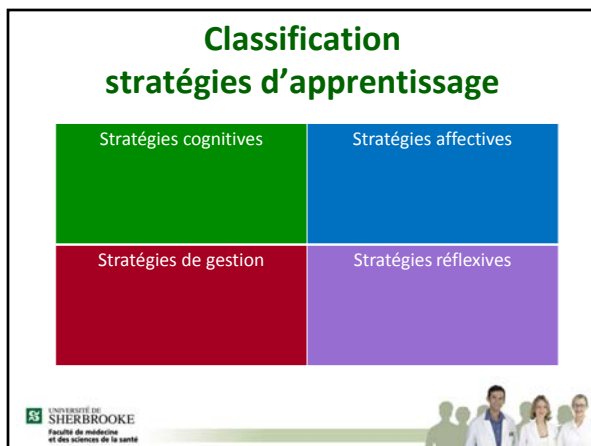 Classification
stratégies d’apprentissage
Stratégies cognitives
Stratégies affectives
Stratégies de gestion
Stratégies réflexives
UNIVERSITÉ DE
SHERBROOKE
Faculté de médecine
et des sciences de la santé